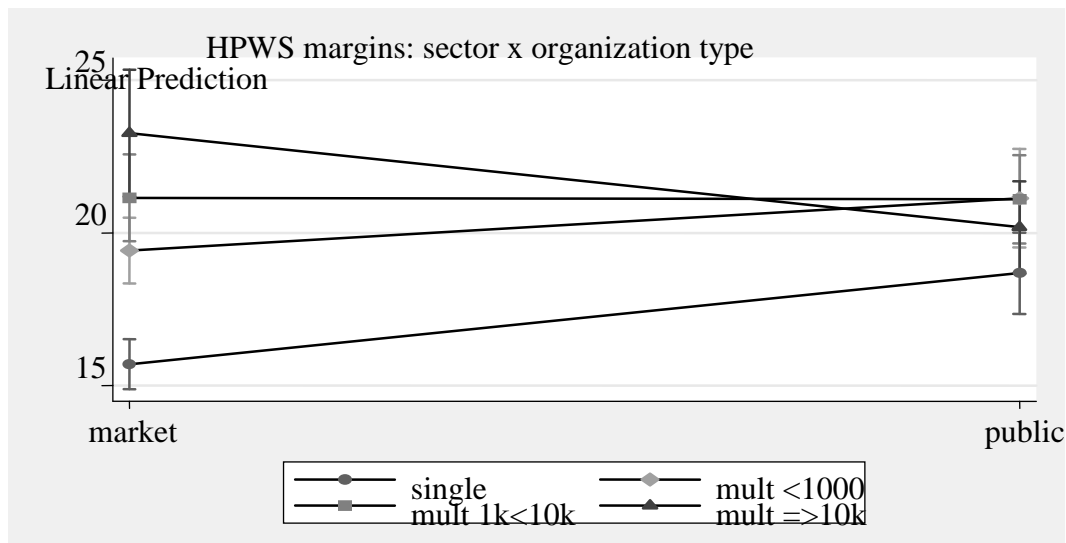 HPWS margins: sector x organization type
25
Linear Prediction
20
15
market public
single mult <1000
mult 1k<10k mult =>10k